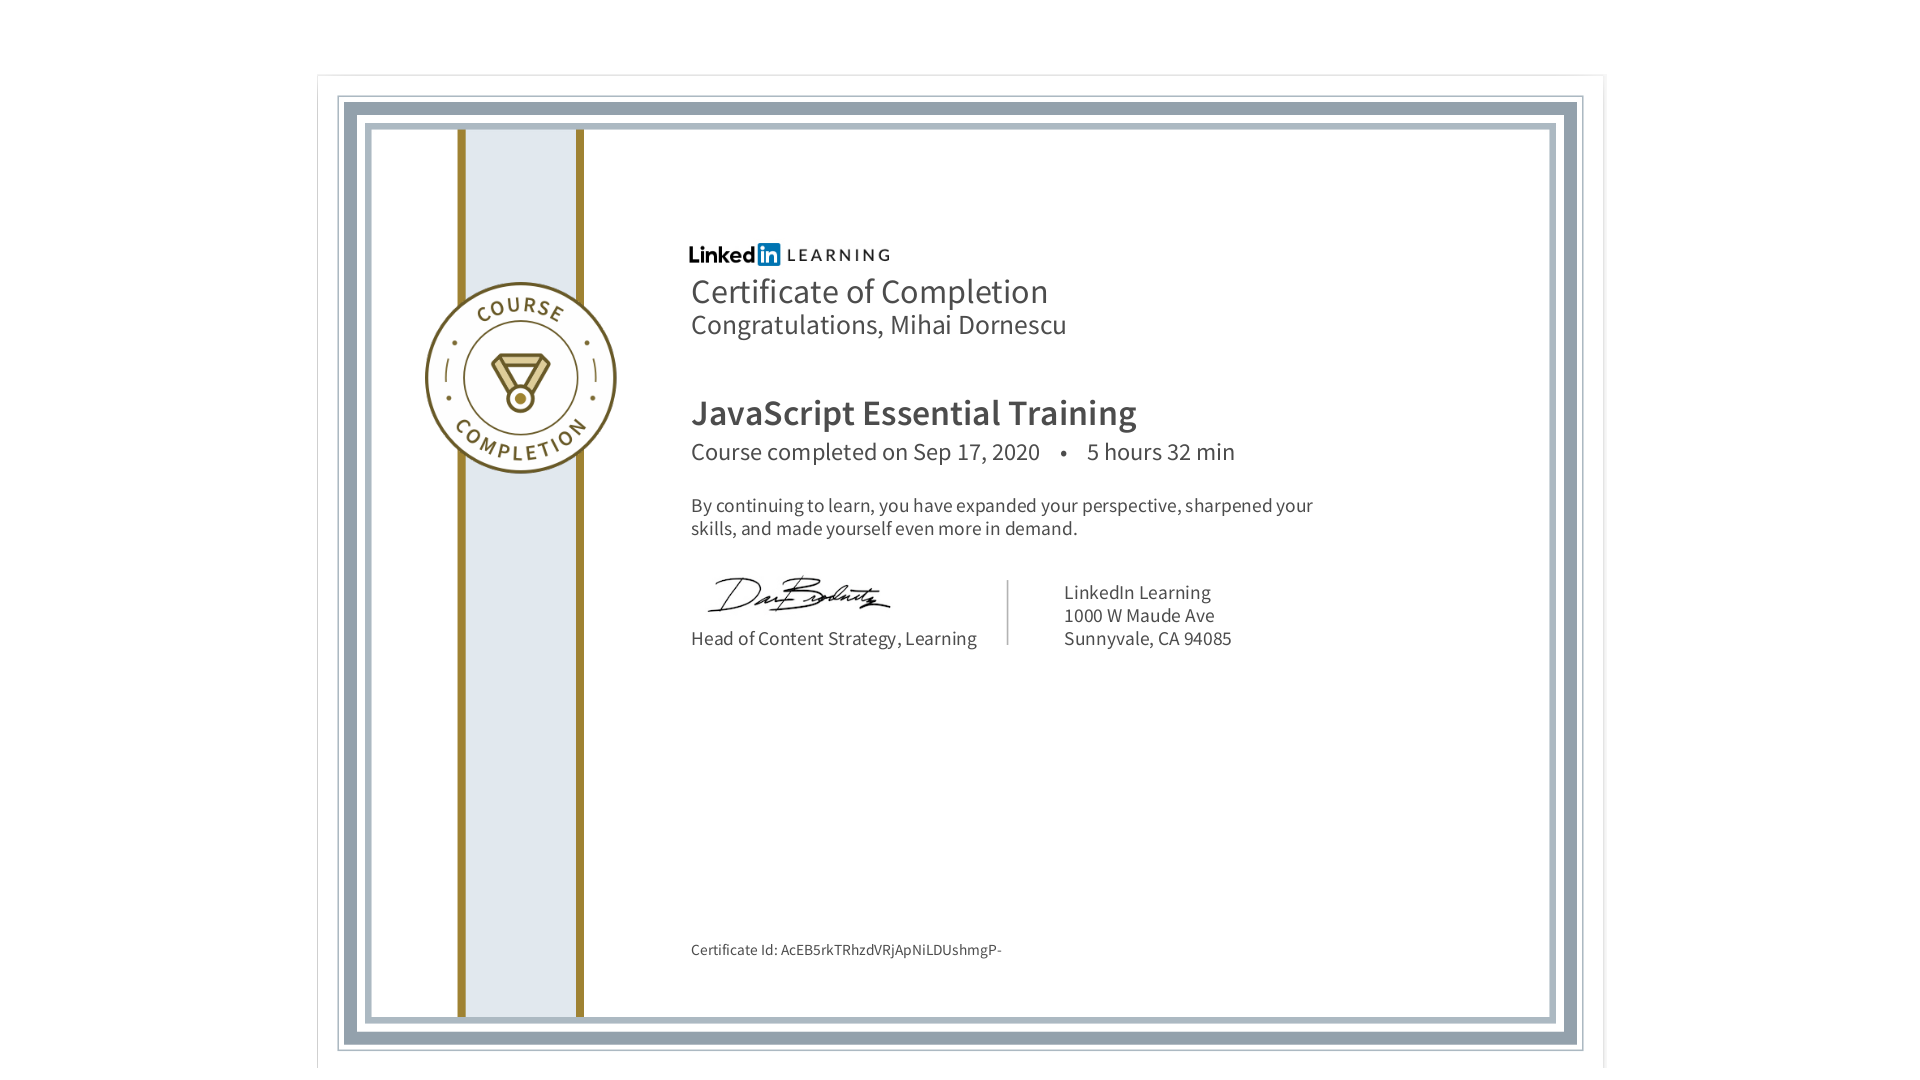 COURSE
COMPLETION
Linked in LEARNING
Certificate of Completion
Congratulations, Mihai Dornescu
JavaScript Essential Training
Course completed on Sep 17, 2020 • 5 hours 32 min
By continuing to learn, you have expanded your perspective, sharpened your
skills, and made yourself even more in demand.
Head of Content Strategy, Learning
LinkedIn Learning
1000 W Maude Ave
Sunnyvale, CA 94085
Certificate Id: AcEB5rkTRhzdVRjApNiLDUshmgP-